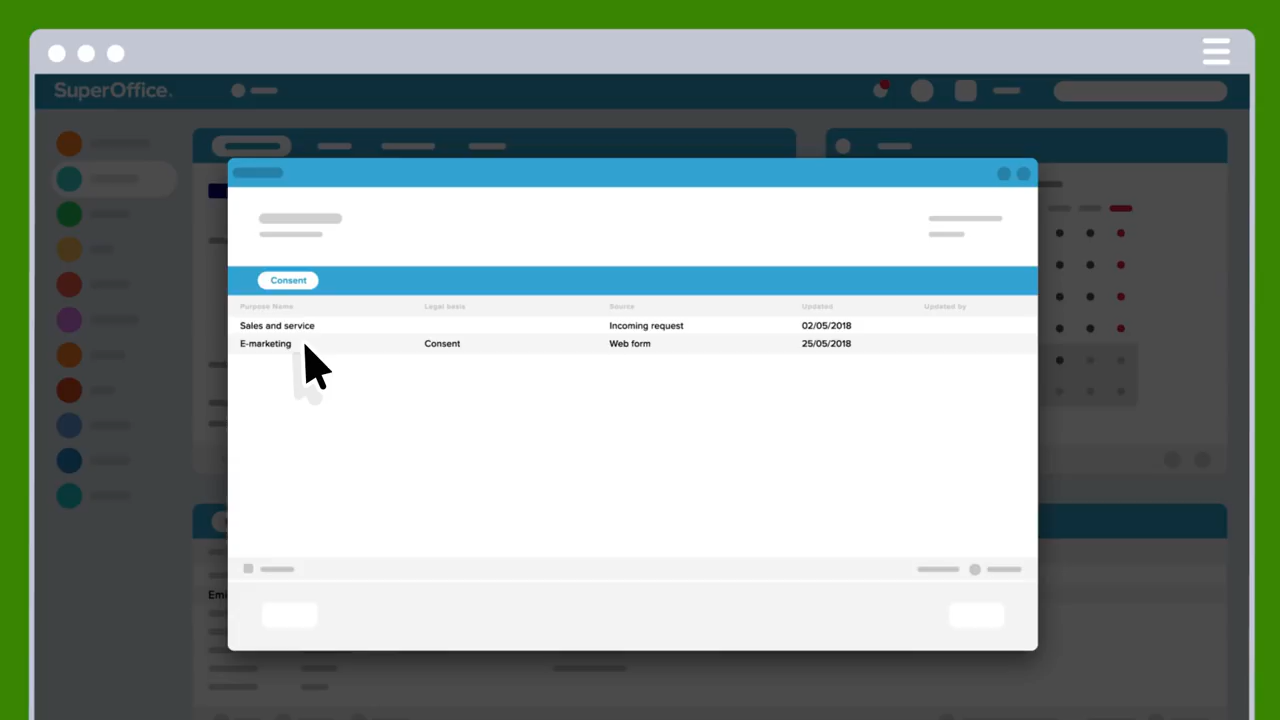 SuperOffice.
Consent
Purpose Name Legal basis Source Updated Updated by
Sales and service Incoming request 02/05/2018
E-marketing Consent Web form 25/05/2018